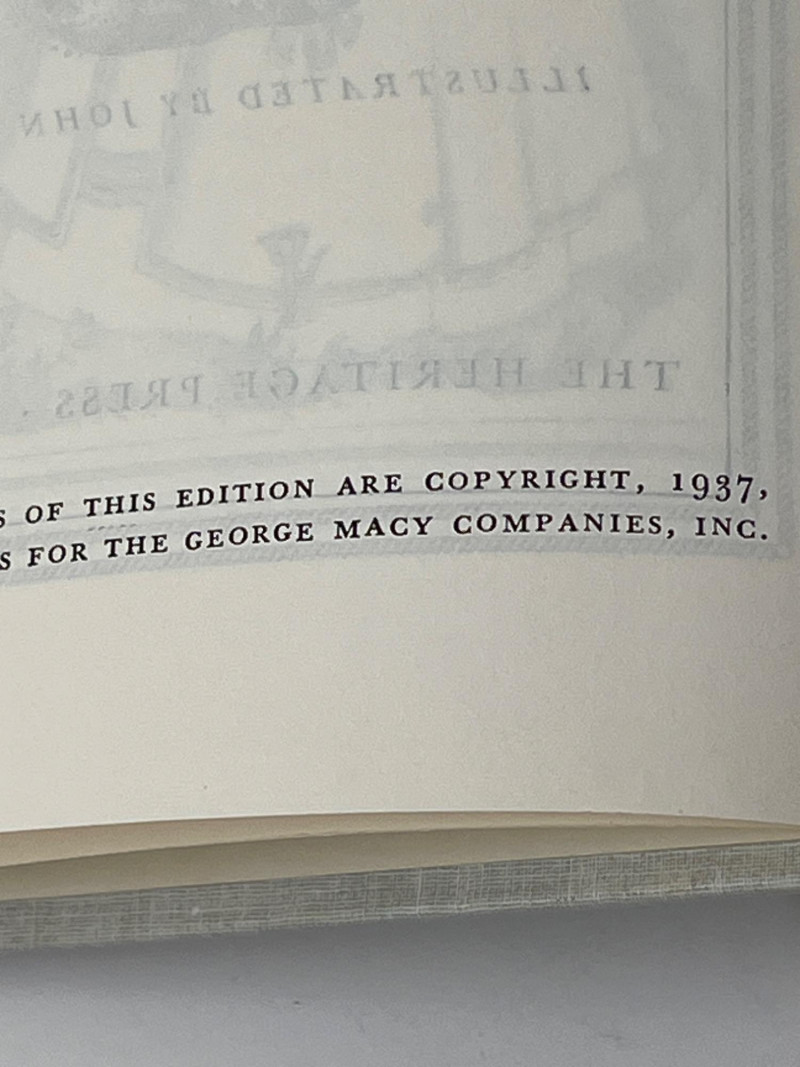 ILLUSTRATED BY JOHN
THE HERITAGE PRESS ·
S OF THIS EDITION ARE COPYRIGHT, 1937,
S FOR THE GEORGE MACY COMPANIES, INC.